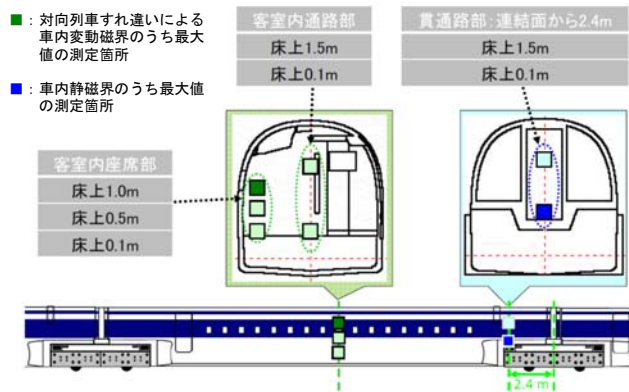 ■：対向列車すれ違いによる
車内変動磁界のうち最大
値の測定箇所
■：車内静磁界のうち最大値
の測定箇所
客室内通路部
床上1.5m
床上0.1m
貫通路部：連結面から2.4m
床上1.5m
床上0.1m
客室内座席部
床上1.0m
床上0.5m
床上0.1m
2.4 m